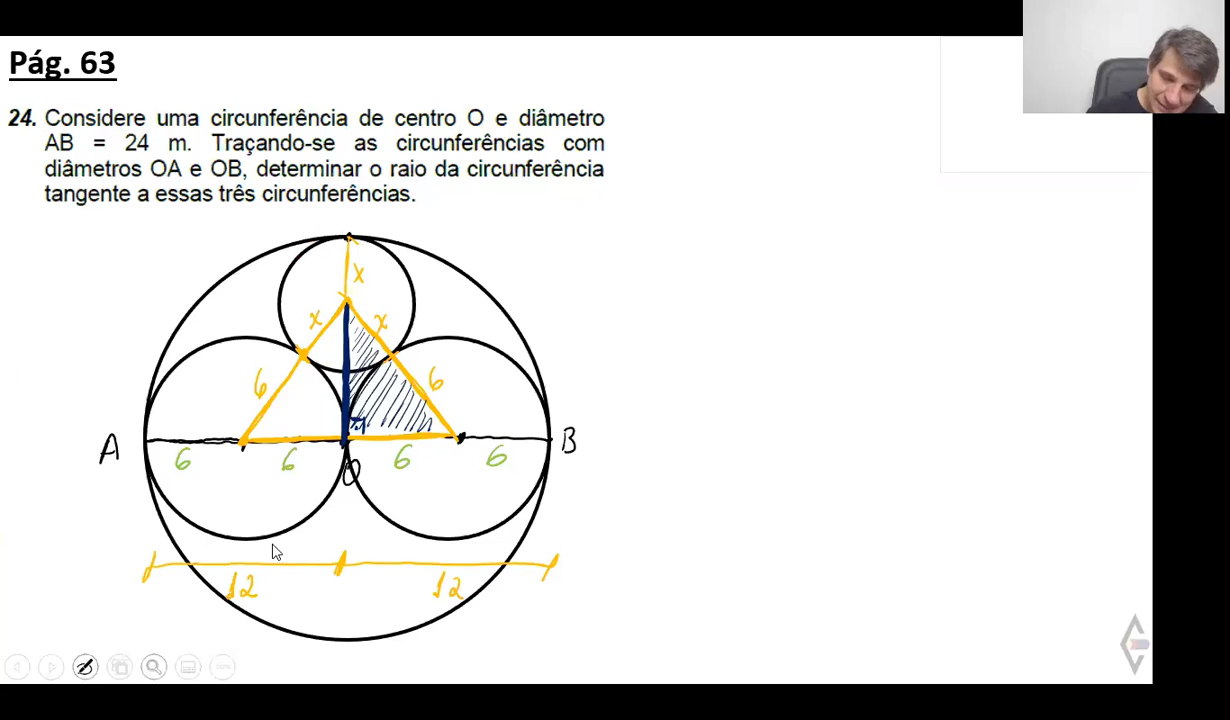 Pág. 63
24. Considere uma circunferência de centro O e diâmetro
AB = 24 m. Traçando-se as circunferências com
diâmetros OA e OB, determinar o raio da circunferência
tangente a essas três circunferências.
x
x x
6 6
A B
6 6 6 6
O
12 12